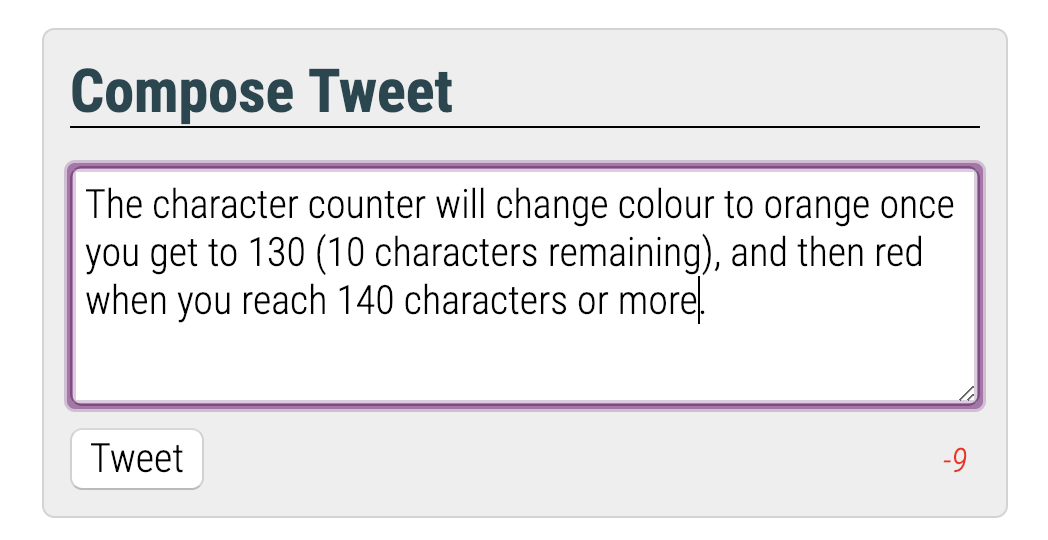 Compose Tweet
The character counter will change colour to orange once
you get to 130 (10 characters remaining), and then red
when you reach 140 characters or more.
Tweet
-9